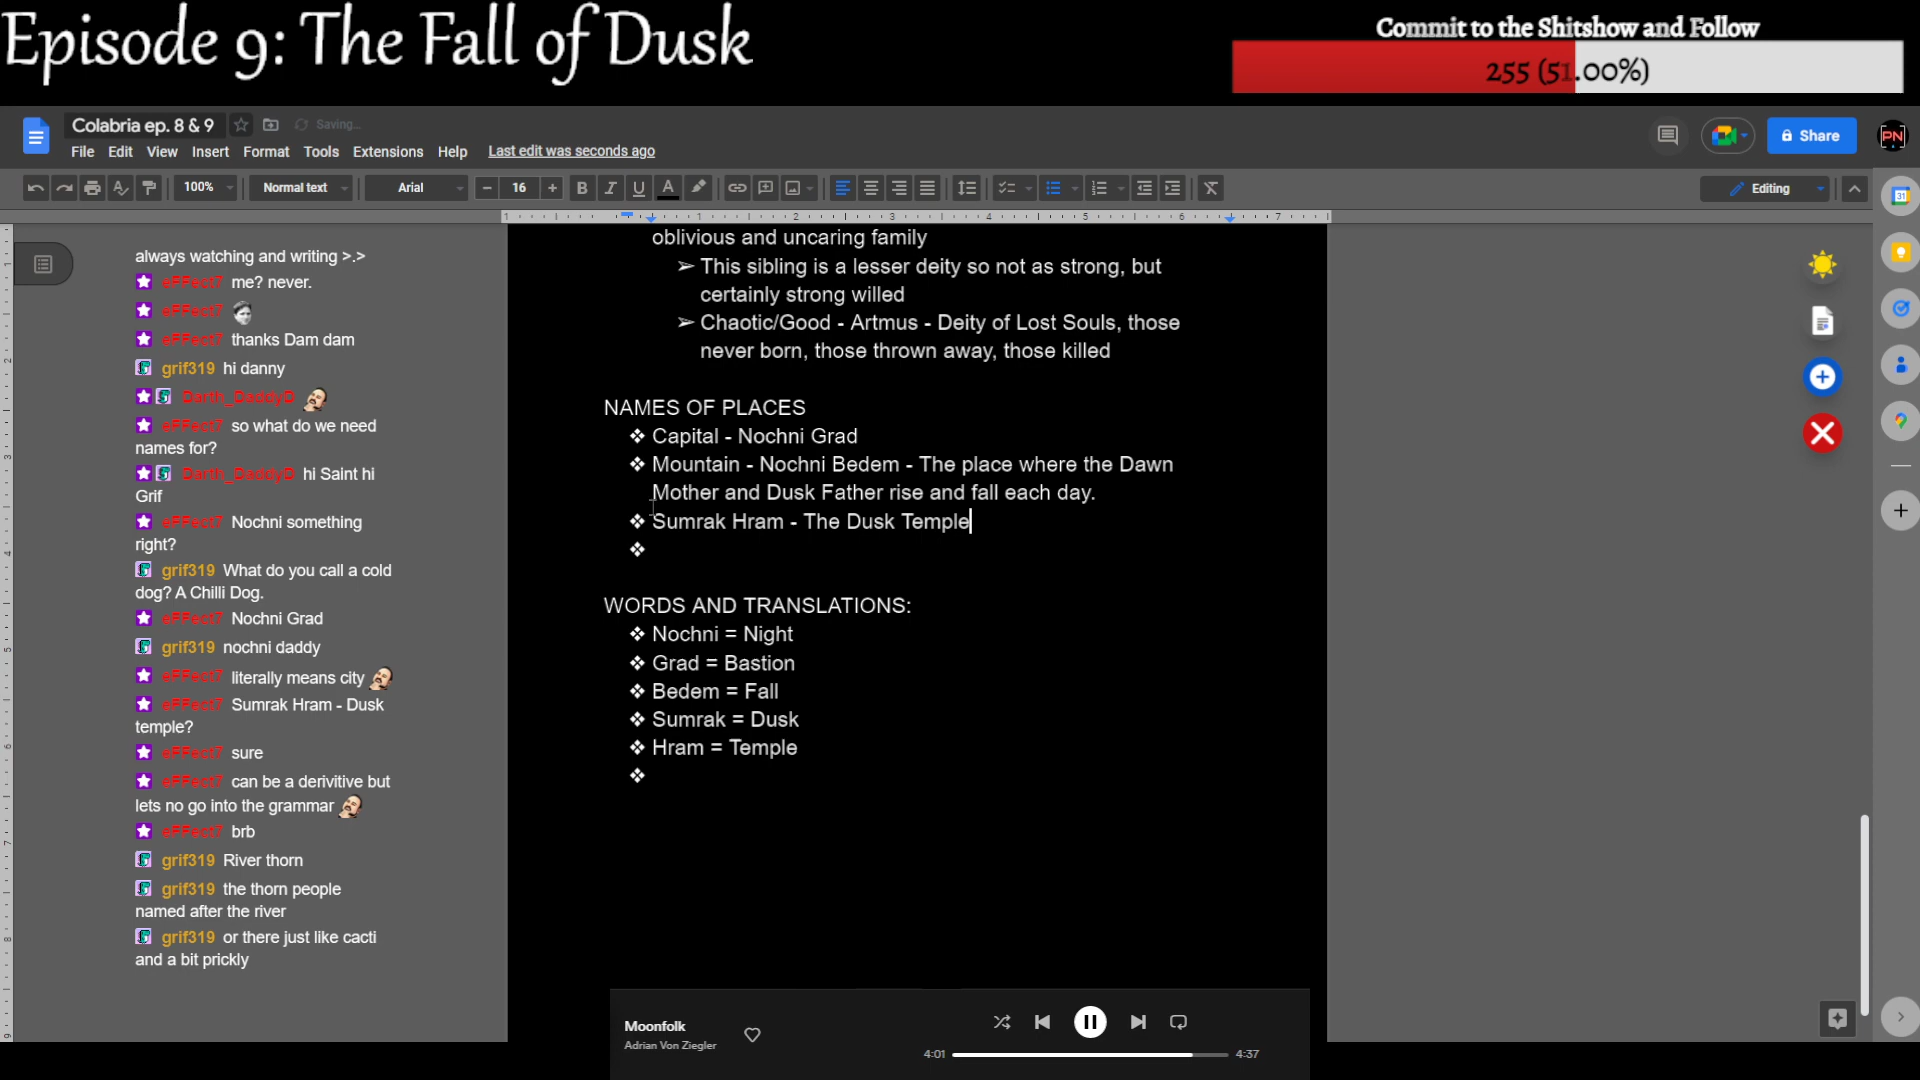 Episode 9: The Fall of Dusk
Commit to the Shitshow and Follow
255 (51.00%)
Colabria ep. 8 & 9
Saving...
PN
Share
File Edit View Insert Format Tools Extensions Help Last edit was seconds ago
100% Normal text Arial 16 Editing
always watching and writing >.>
eFFect7 me? never.
eFFect7
eFFect7 thanks Dam dam
grif319 hi danny
Darth_DaddyD
eFFect7 so what do we need
names for?
Darth_DaddyD hi Saint hi
Grif
eFFect7 Nochni something
right?
grif319 What do you call a cold
dog? A Chilli Dog.
eFFect7 Nochni Grad
grif319 nochni daddy
eFFect7 literally means city
eFFect7 Sumrak Hram - Dusk
temple?
eFFect7 sure
eFFect7 can be a derivitive but
lets no go into the grammar
eFFect7 brb
grif319 River thorn
grif319 the thorn people
named after the river
grif319 or there just like cacti
and a bit prickly
oblivious and uncaring family
➢ This sibling is a lesser deity so not as strong, but
certainly strong willed
➢ Chaotic/Good - Artmus - Deity of Lost Souls, those
never born, those thrown away, those killed
NAMES OF PLACES
❖ Capital - Nochni Grad
❖ Mountain - Nochni Bedem - The place where the Dawn
Mother and Dusk Father rise and fall each day.
❖ Sumrak Hram - The Dusk Temple
❖
WORDS AND TRANSLATIONS:
❖ Nochni = Night
❖ Grad = Bastion
❖ Bedem = Fall
❖ Sumrak = Dusk
❖ Hram = Temple
❖
Moonfolk
Adrian Von Ziegler
4:01 4:37